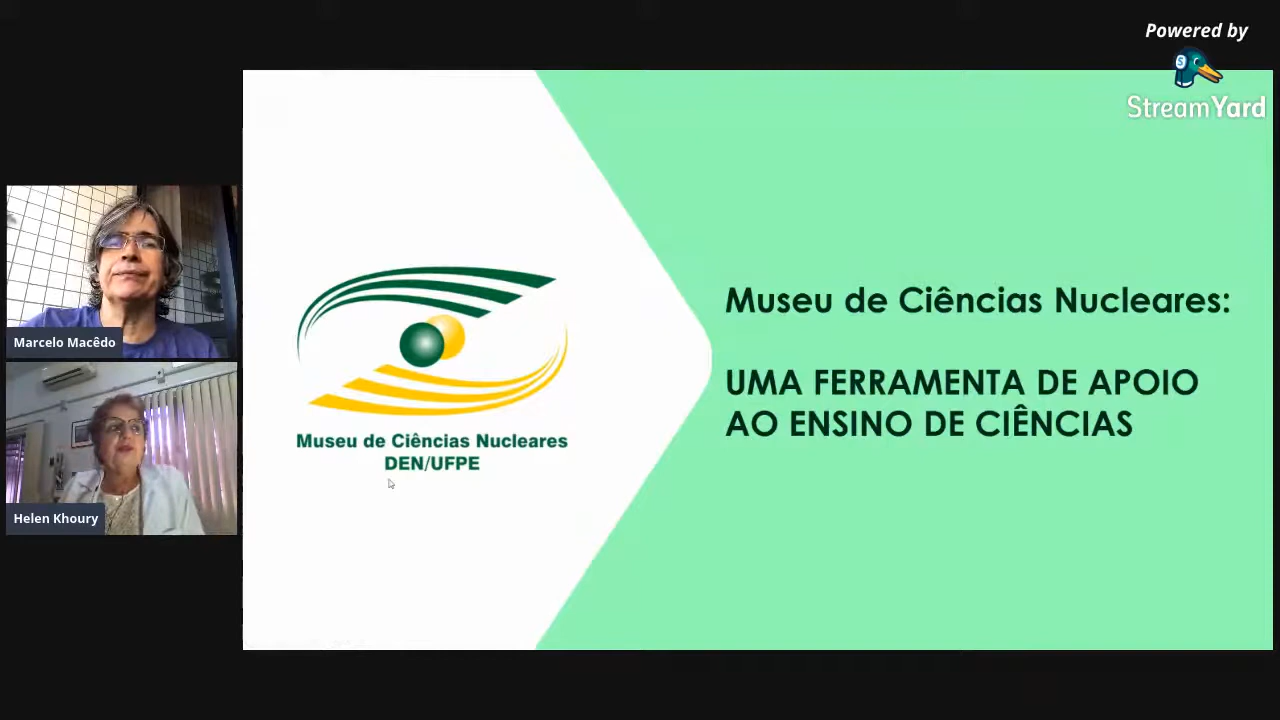 Powered by
StreamYard
Marcelo Macêdo
Helen Khoury
Museu de Ciências Nucleares
DEN/UFPE
Museu de Ciências Nucleares:
UMA FERRAMENTA DE APOIO
AO ENSINO DE CIÊNCIAS